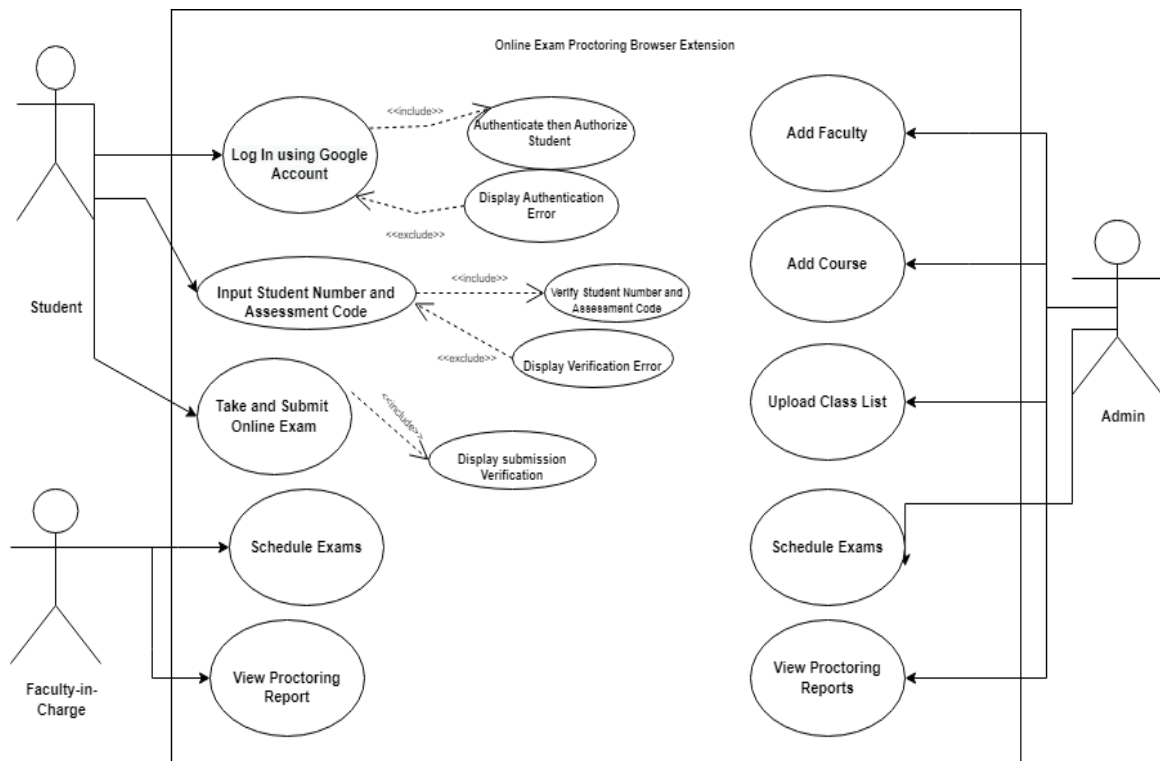 Online Exam Proctoring Browser Extension
<<include>>
Authenticate then Authorize
Student
Log In using Google
Account
Display Authentication
Error
<<exclude>>
Add Faculty
Add Course
Student
Input Student Number and
Assessment Code
<<include>>
Verify Student Number and
Assessment Code
<<exclude>>
Display Verification Error
Take and Submit
Online Exam
<<include>>
Display submission
Verification
Upload Class List
Admin
Schedule Exams
Schedule Exams
Faculty-in-
Charge
View Proctoring
Report
View Proctoring
Reports